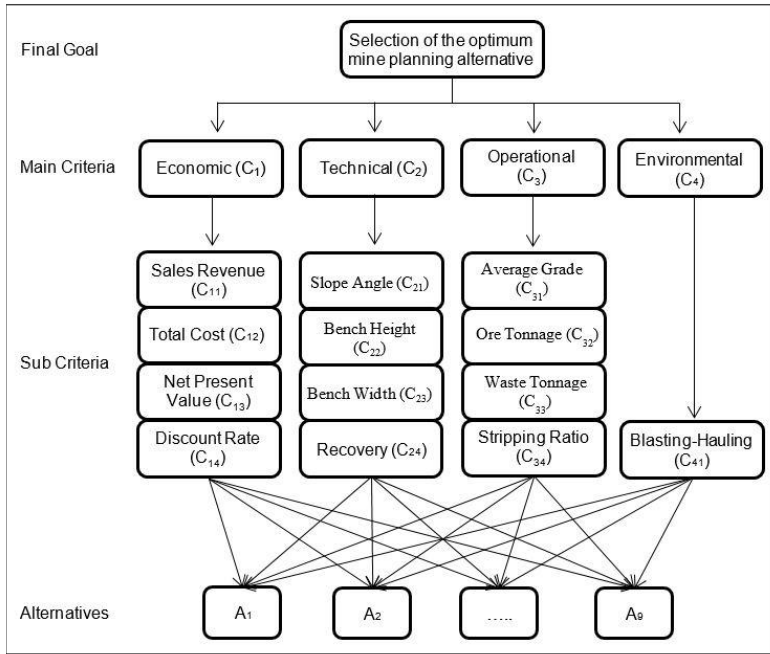 Final Goal
Selection of the optimum
mine planning alternative
Main Criteria
Economic (C₁)
Technical (C₂)
Operational
(C₃)
Environmental
(C₄)
Sub Criteria
Sales Revenue
(C₁₁)
Total Cost (C₁₂)
Net Present
Value (C₁₃)
Discount Rate
(C₁₄)
Slope Angle (C₂₁)
Bench Height
(C₂₂)
Bench Width (C₂₃)
Recovery (C₂₄)
Average Grade
(C₃₁)
Ore Tonnage (C₃₂)
Waste Tonnage
(C₃₃)
Stripping Ratio
(C₃₄)
Blasting-Hauling
(C₄₁)
Alternatives
A₁
A₂
.....
A₉